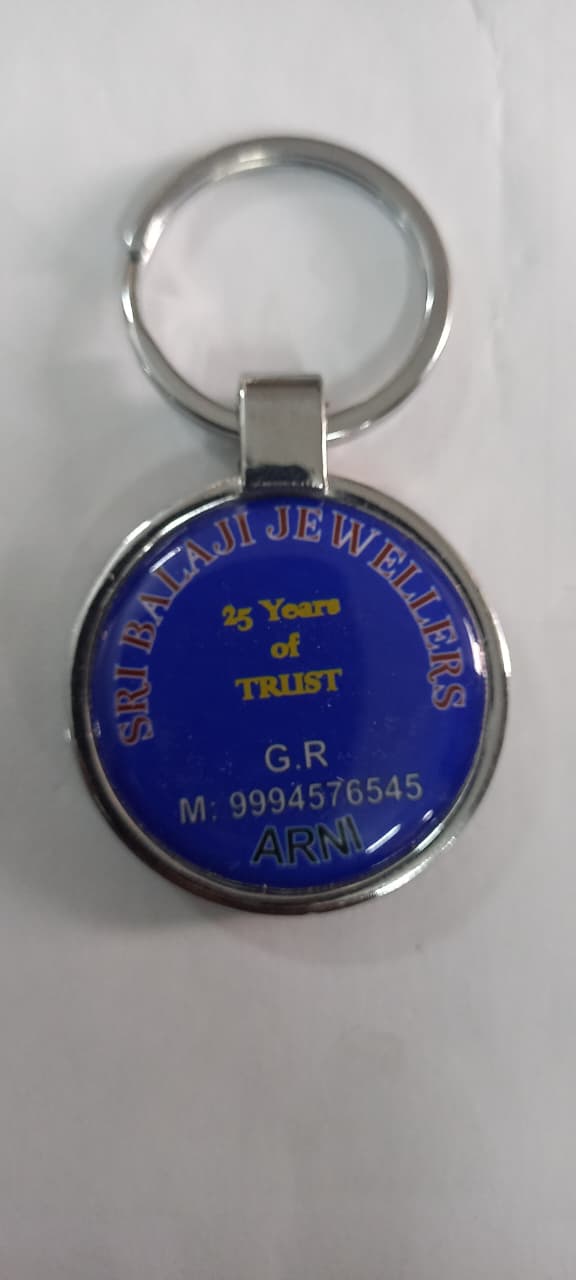 SRI BALAJI JEWELLERS
25 Years
of
TRUST
G.R
M: 9994576545
ARNI